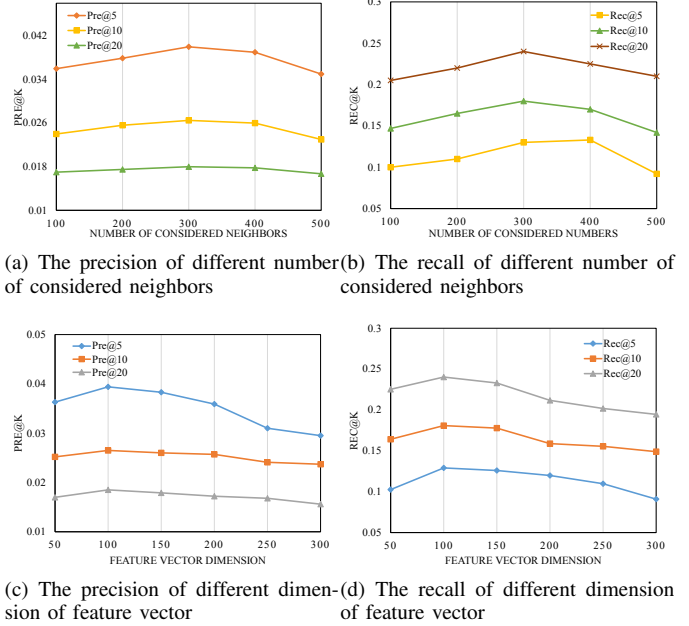 0.042
0.034
0.026
0.018
0.01
PRE@K
Pre@5
Pre@10
Pre@20
100 200 300 400 500
NUMBER OF CONSIDERED NEIGHBORS
(a) The precision of different number
of considered neighbors
0.3
0.25
0.2
0.15
0.1
0.05
REC@K
Rec@5
Rec@10
Rec@20
100 200 300 400 500
NUMBER OF CONSIDERED NUMBERS
(b) The recall of different number of
considered neighbors
0.05
0.04
0.03
0.02
0.01
PRE@K
Pre@5
Pre@10
Pre@20
50 100 150 200 250 300
FEATURE VECTOR DIMENSION
(c) The precision of different dimen-
sion of feature vector
0.3
0.25
0.2
0.15
0.1
0.05
REC@K
Rec@5
Rec@10
Rec@20
50 100 150 200 250 300
FEATURE VECTOR DIMENSION
(d) The recall of different dimension
of feature vector